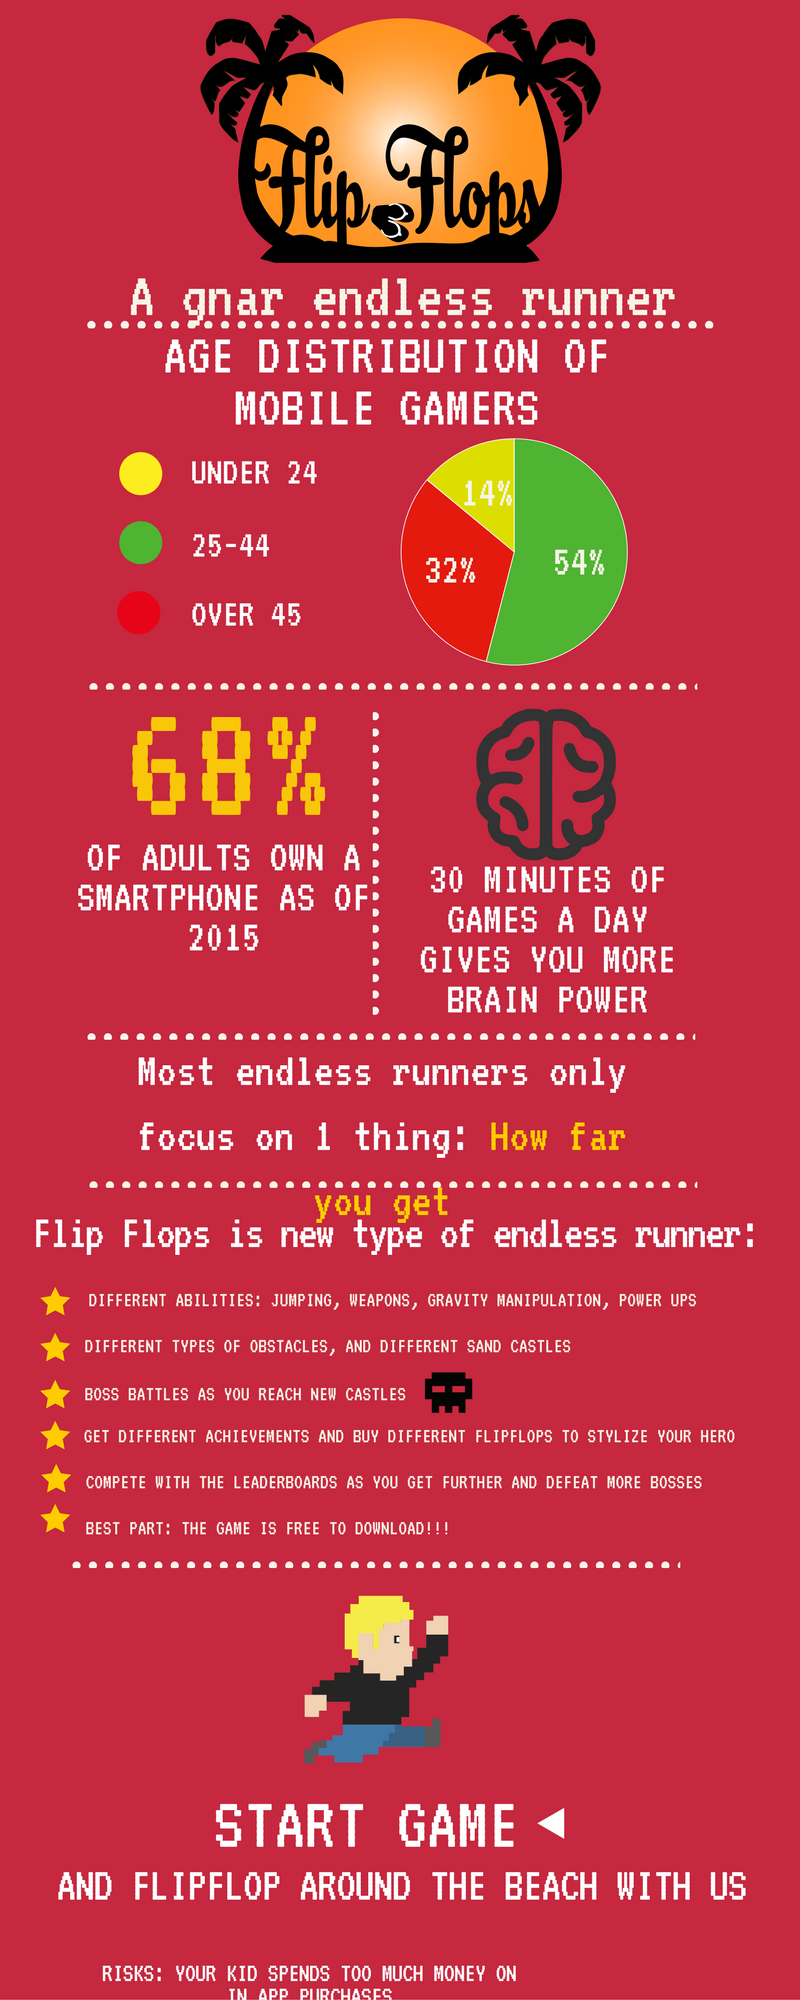 Flip Flops
A gnar endless runner
AGE DISTRIBUTION OF
MOBILE GAMERS
UNDER 24
25-44
OVER 45
14%
32%
54%
68%
OF ADULTS OWN A
SMARTPHONE AS OF
2015
30 MINUTES OF
GAMES A DAY
GIVES YOU MORE
BRAIN POWER
Most endless runners only
focus on 1 thing: How far
you get
Flip Flops is new type of endless runner:
DIFFERENT ABILITIES: JUMPING, WEAPONS, GRAVITY MANIPULATION, POWER UPS
DIFFERENT TYPES OF OBSTACLES, AND DIFFERENT SAND CASTLES
BOSS BATTLES AS YOU REACH NEW CASTLES
GET DIFFERENT ACHIEVEMENTS AND BUY DIFFERENT FLIPFLOPS TO STYLIZE YOUR HERO
COMPETE WITH THE LEADERBOARDS AS YOU GET FURTHER AND DEFEAT MORE BOSSES
BEST PART: THE GAME IS FREE TO DOWNLOAD!!!
START GAME
AND FLIPFLOP AROUND THE BEACH WITH US
RISKS: YOUR KID SPENDS TOO MUCH MONEY ON
IN APP PURCHASES